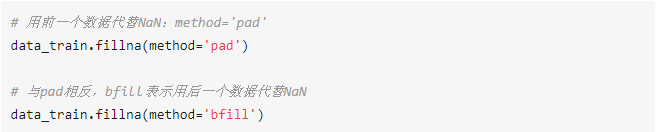 # 用前一个数据代替NaN：method='pad'
data_train.fillna(method='pad')
# 与pad相反，bfill表示用后一个数据代替NaN
data_train.fillna(method='bfill')